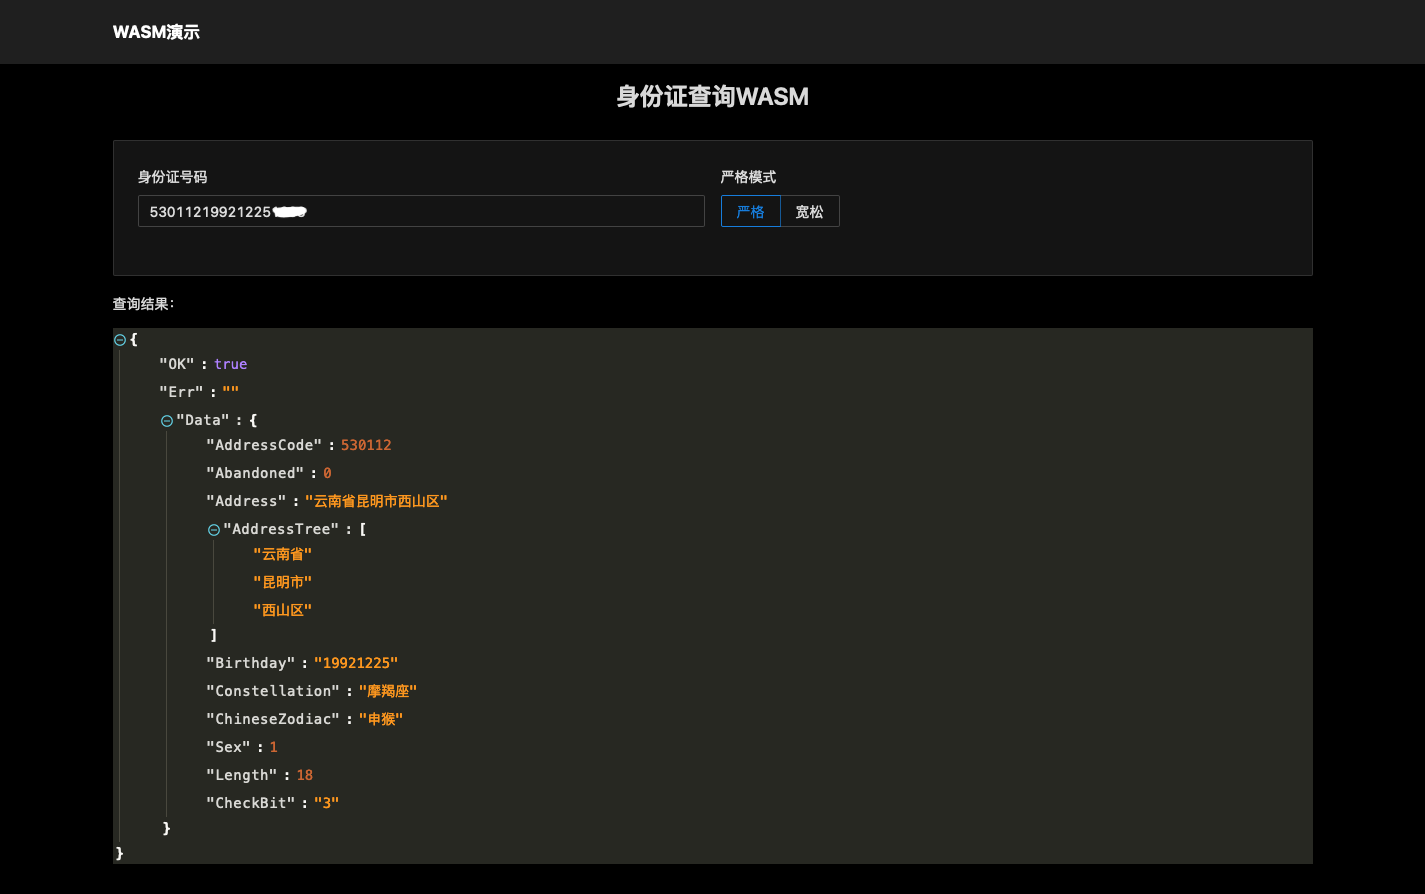 WASM演示
身份证查询WASM
身份证号码
严格模式
53011219921225
严格
宽松
查询结果:
{
"OK" : true
"Err" : ""
"Data" : {
"AddressCode" : 530112
"Abandoned" : 0
"Address" : "云南省昆明市西山区"
"AddressTree" : [
"云南省"
"昆明市"
"西山区"
]
"Birthday" : "19921225"
"Constellation" : "摩羯座"
"ChineseZodiac" : "申猴"
"Sex" : 1
"Length" : 18
"CheckBit" : "3"
}
}